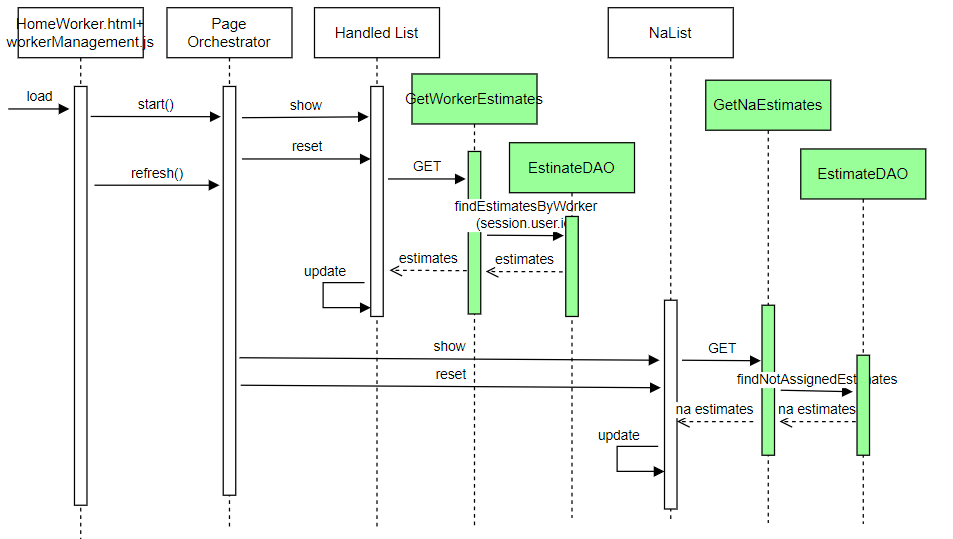 HomeWorker.html+
workerManagement.js
Page
Orchestrator
Handled List
NaList
GetWorkerEstimates
GetNaEstimates
EstinateDAO
EstimateDAO
load
start()
show
reset
GET
refresh()
findEstimatesByWorker
(session.user.i
estimates
estimates
update
show
GET
reset
findNotAssignedEstimates
na estimates
na estimates
update